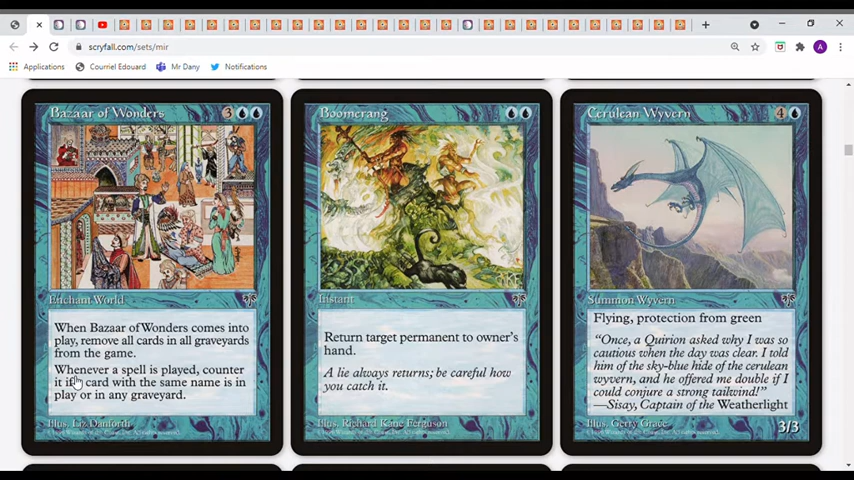 scryfall.com/sets/mir
A
Applications
Courriel Edouard
Mr Dany
Notifications
Bazaar of Wonders 3
Enchant World
When Bazaar of Wonders comes into
play, remove all cards in all graveyards
from the game.
Whenever a spell is played, counter
it if card with the same name is in
play or in any graveyard.
Illus. Liz Danforth
Boomerang
Instant
Return target permanent to owner's
hand.
A lie always returns; be careful how
you catch it.
Illus. Richard Kane Ferguson
Cerulean Wyvern 4
Summon Wyvern
Flying, protection from green
"Once, a Quirion asked why I was so
cautious when the day was clear. I told
him of the sky-blue hide of the cerulean
wyvern, and he offered me double if I
could conjure a strong tailwind!"
—Sisay, Captain of the Weatherlight
Illus. Gerry Grace
3/3